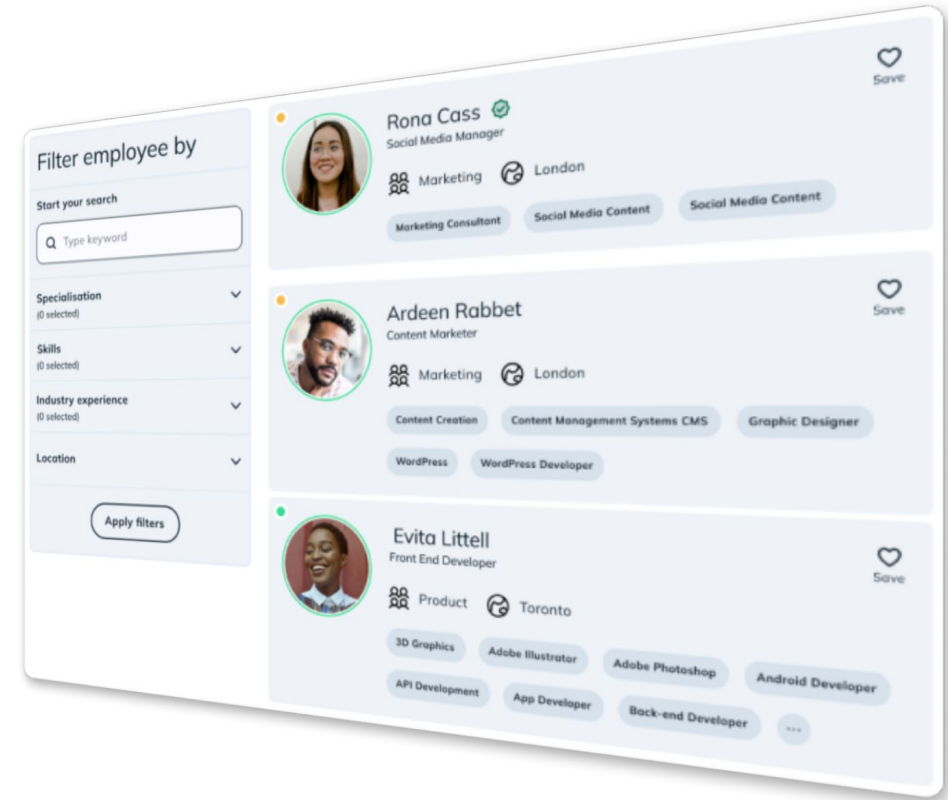 Filter employee by
Start your search
Type keyword
Specialisation
(0 selected)
Skills
(0 selected)
Industry experience
(0 selected)
Location
Apply filters
Rona Cass
Save
Social Media Manager
Marketing London
Marketing Consultant Social Media Content Social Media Content
Ardeen Rabbet
Save
Content Marketer
Marketing London
Content Creation Content Management Systems CMS Graphic Designer
WordPress WordPress Developer
Evita Littell
Save
Front End Developer
Product Toronto
3D Graphics Adobe Illustrator Adobe Photoshop Android Developer
API Development App Developer Back-end Developer ...